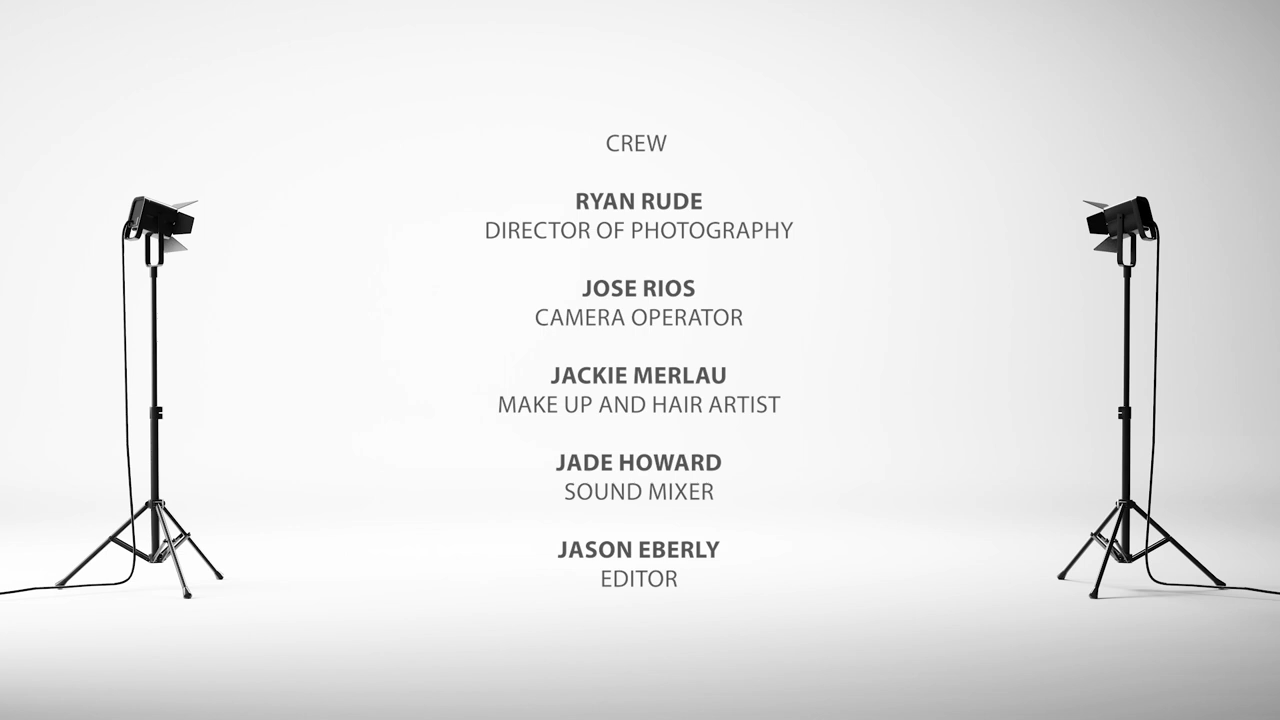 CREW
RYAN RUDE
DIRECTOR OF PHOTOGRAPHY
JOSE RIOS
CAMERA OPERATOR
JACKIE MERLAU
MAKE UP AND HAIR ARTIST
JADE HOWARD
SOUND MIXER
JASON EBERLY
EDITOR